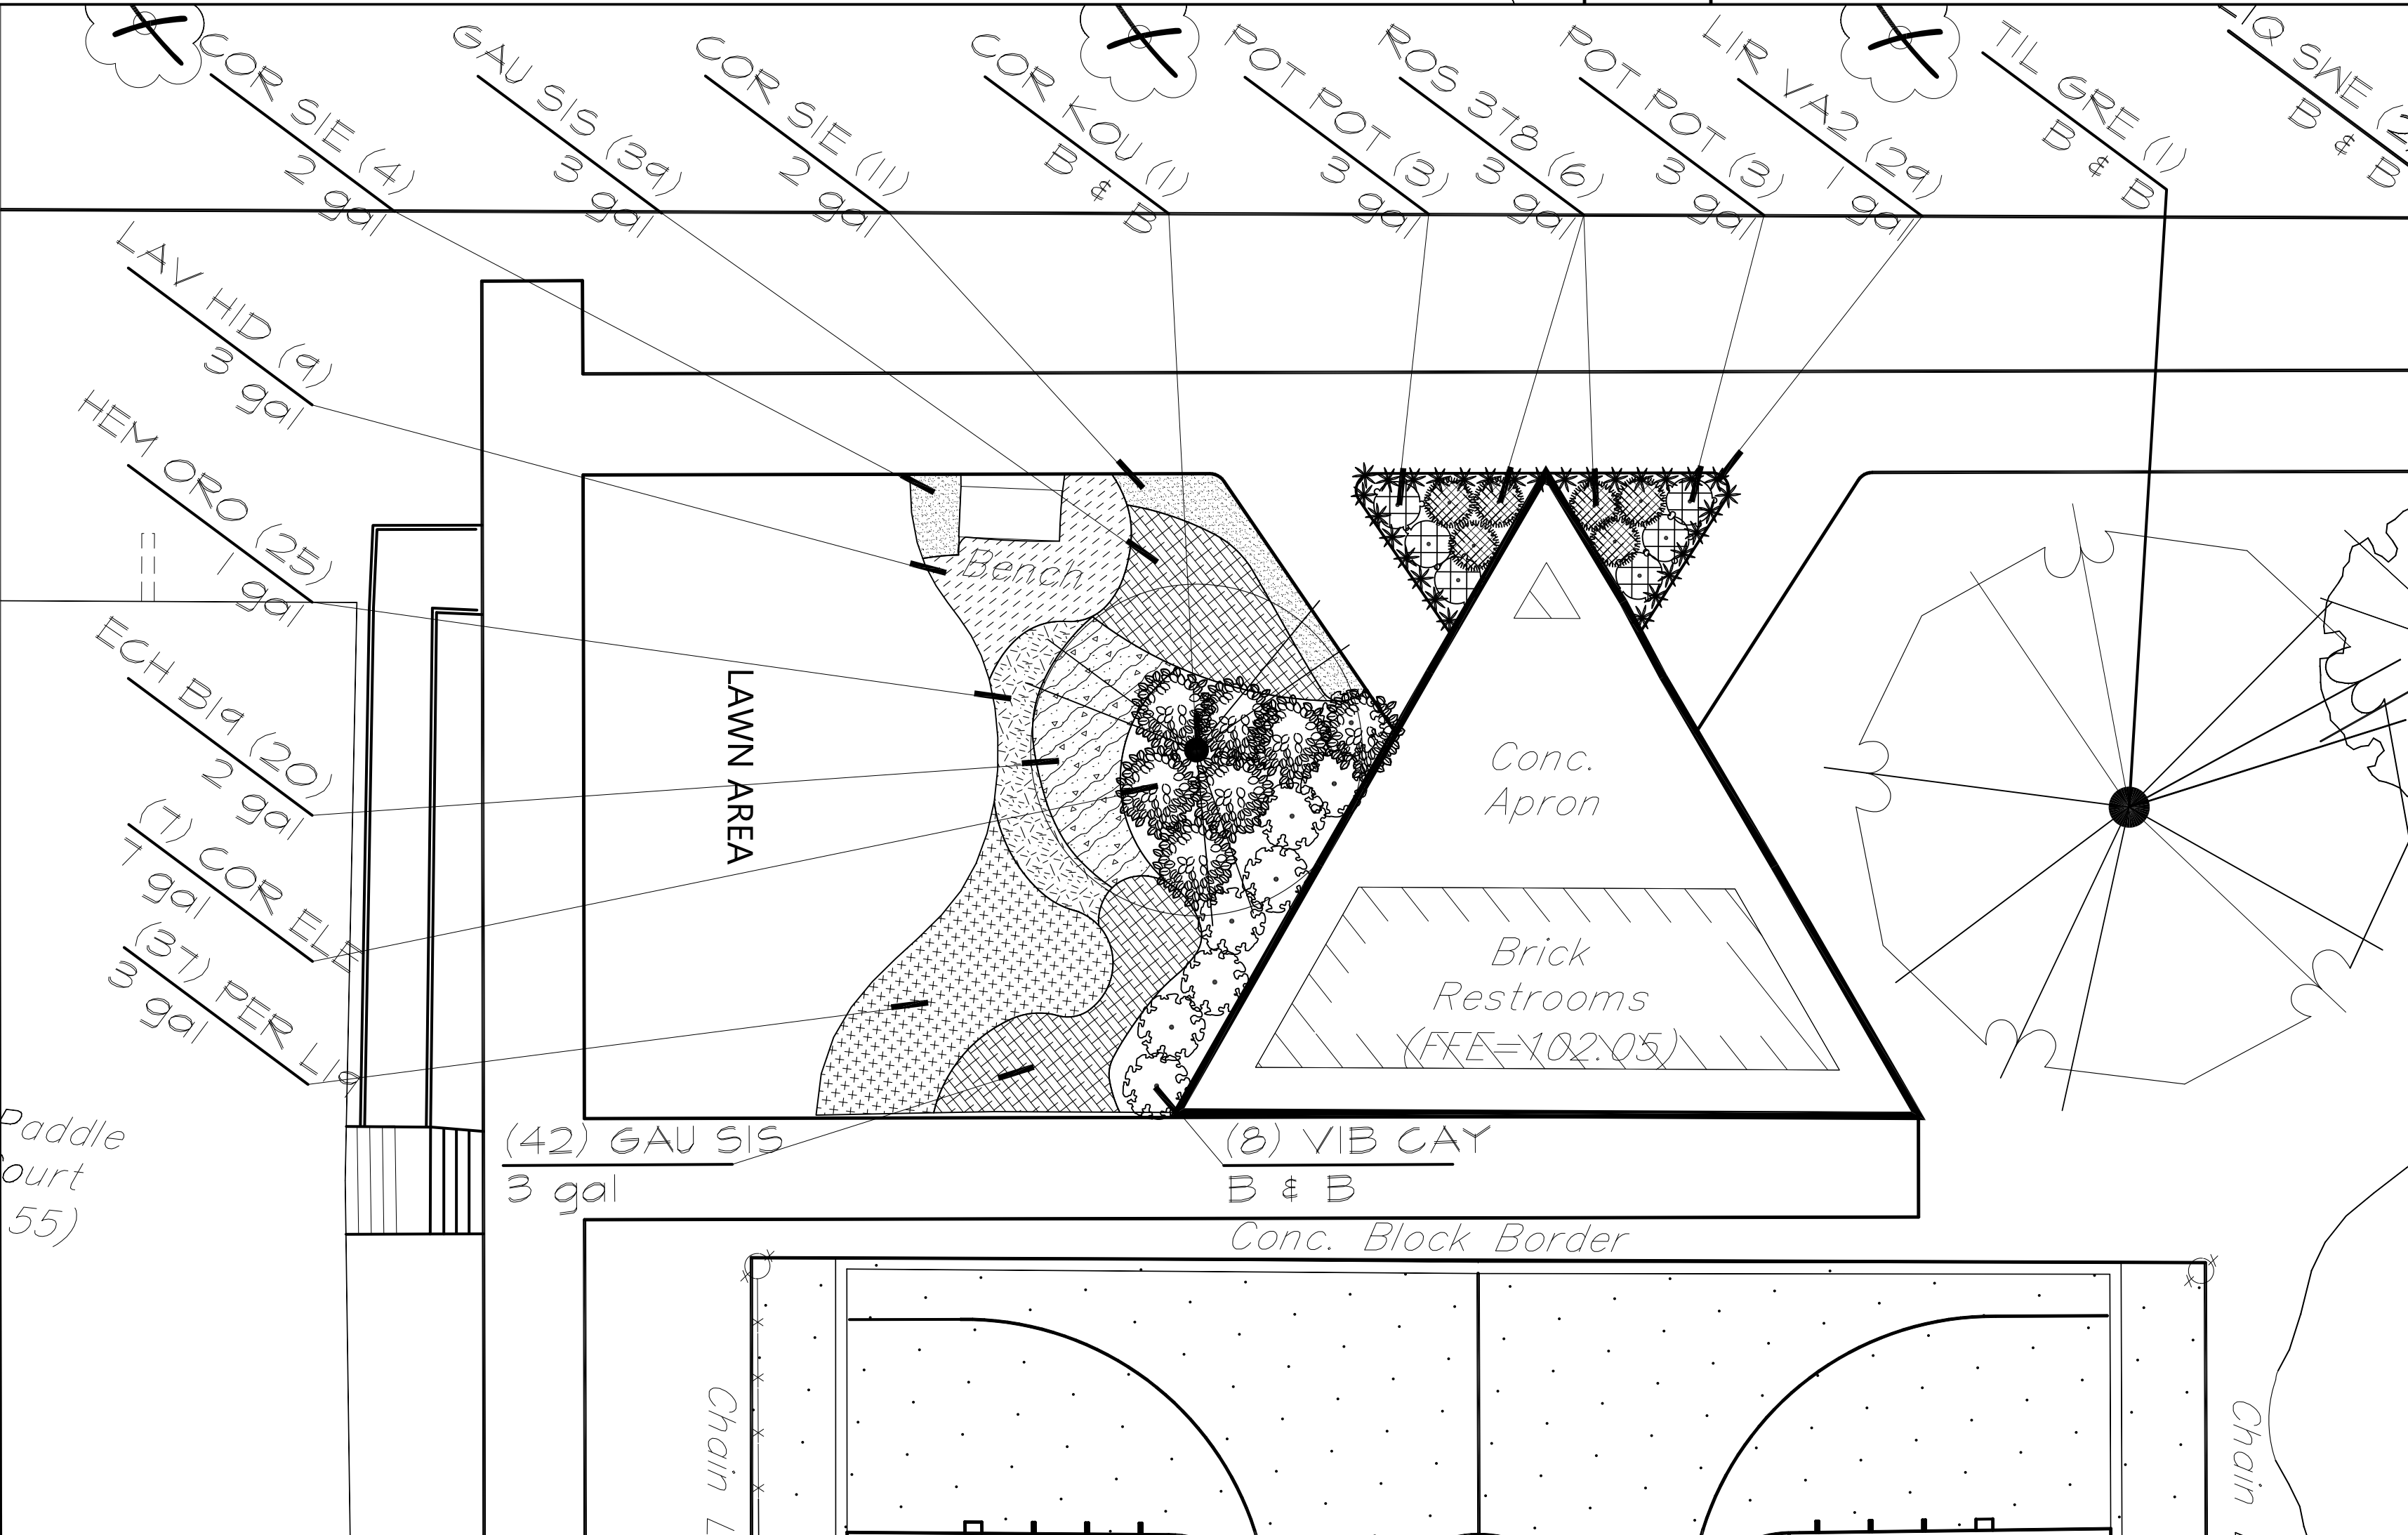 COR SIE (4)
2 gal
GAU SIS (39)
3 gal
COR SIE (11)
2 gal
COR KOU (1)
B & B
POT POT (3)
3 gal
ROS 378 (6)
3 gal
POT POT (3)
3 gal
LIR VA2 (29)
1 gal
TIL GRE (1)
B & B
SWE
B & B
LAV HID (9)
3 gal
HEM ORO (25)
1 gal
ECH B19 (20)
2 gal
(7) COR ELE
7 gal
(37) PER L19
3 gal
Bench
LAWN AREA
Conc.
Apron
Brick
Restrooms
(FFE=102.05)
Paddle
ourt
55)
(42) GAU SIS
3 gal
(8) VIB CAY
B & B
Conc. Block Border
Chain L
Chain